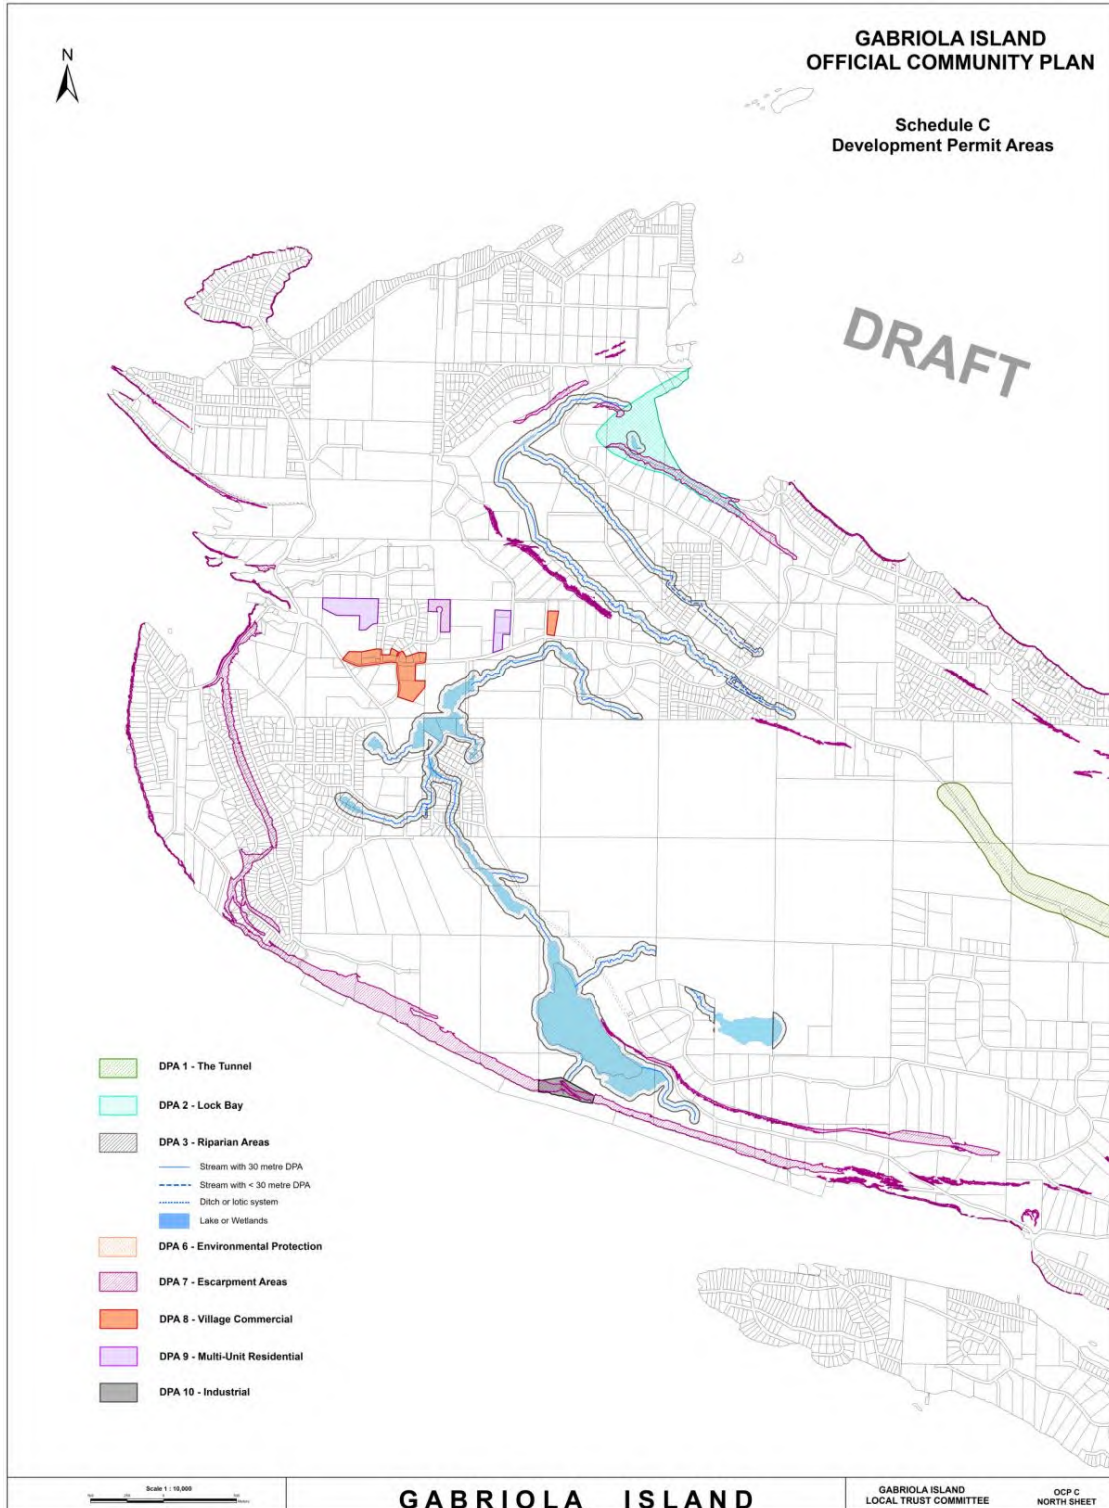 GABRIOLA ISLAND
OFFICIAL COMMUNITY PLAN
N
Schedule C
Development Permit Areas
DRAFT
DPA 1 - The Tunnel
DPA 2 - Lock Bay
DPA 3 - Riparian Areas
Stream with 30 metre DPA
Stream with < 30 metre DPA
Ditch or lotic system
Lake or Wetlands
DPA 6 - Environmental Protection
DPA 7 - Escarpment Areas
DPA 8 - Village Commercial
DPA 9 - Multi-Unit Residential
DPA 10 - Industrial
Scale 1 : 10,000
GABRIOLA ISLAND
GABRIOLA ISLAND
LOCAL TRUST COMMITTEE
OCP C
NORTH SHEET